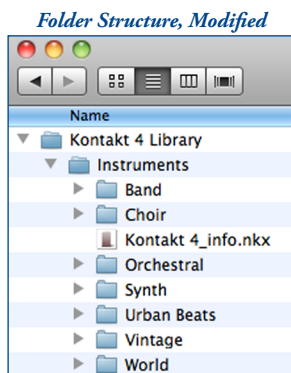 Folder Structure, Modified
Name
Kontakt 4 Library
Instruments
Band
Choir
Kontakt 4_info.nkx
Orchestral
Synth
Urban Beats
Vintage
World